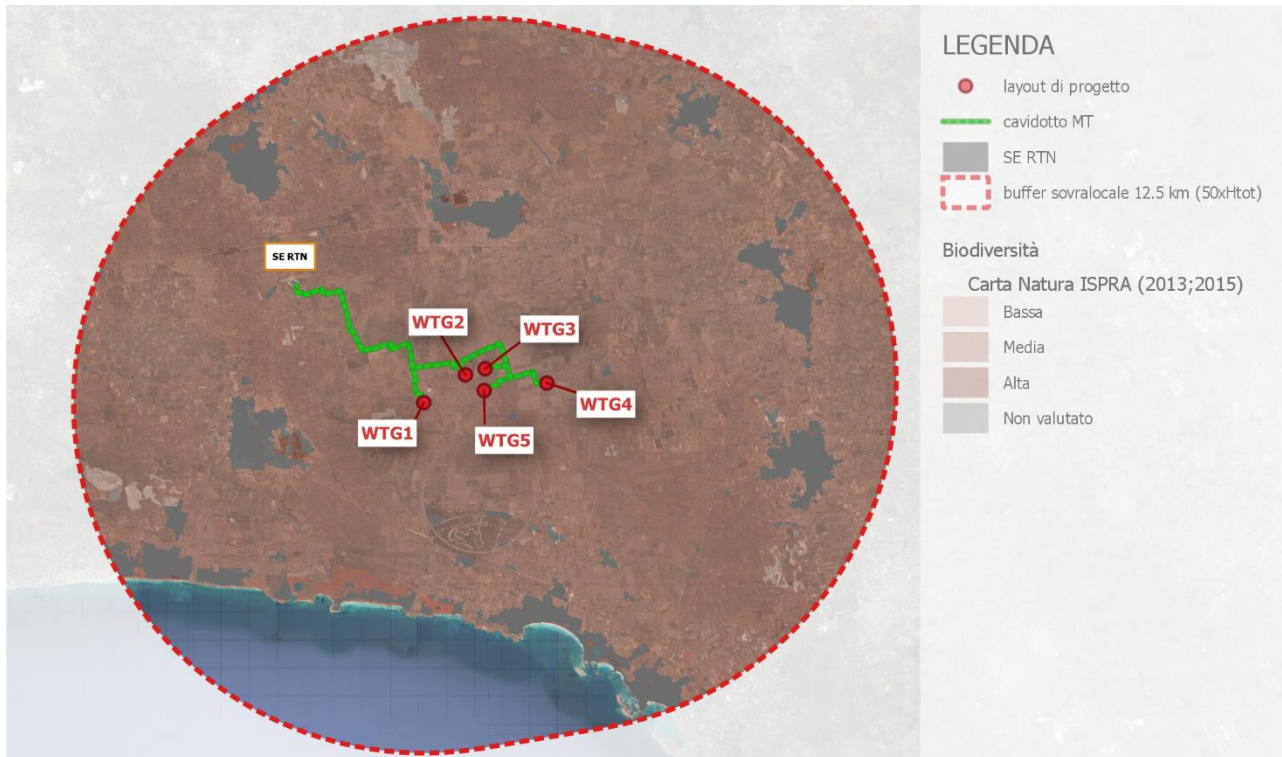 SE RTN
WTG2
WTG3
WTG1
WTG5
WTG4
LEGENDA
layout di progetto
cavidotto MT
SE RTN
buffer sovralocale 12.5 km (50xHtot)
Biodiversità
Carta Natura ISPRA (2013;2015)
Bassa
Media
Alta
Non valutato